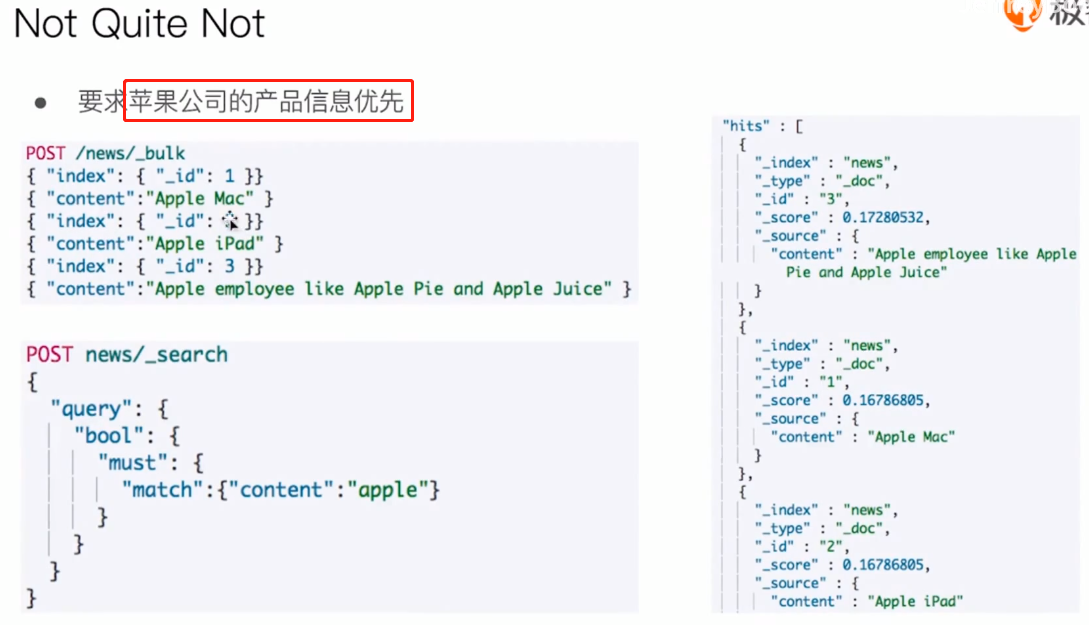 Not Quite Not
极
● 要求苹果公司的产品信息优先
POST /news/_bulk
{ "index": { "_id": 1 }}
{ "content":"Apple Mac" }
{ "index": { "_id": }}
{ "content":"Apple iPad" }
{ "index": { "_id": 3 }}
{ "content":"Apple employee like Apple Pie and Apple Juice" }
POST news/_search
{
"query": {
"bool": {
"must": {
"match":{"content":"apple"}
}
}
}
}
"hits" : [
{
"_index" : "news",
"_type" : "_doc",
"_id" : "3",
"_score" : 0.17280532,
"_source" : {
"content" : "Apple employee like Apple
Pie and Apple Juice"
}
},
{
"_index" : "news",
"_type" : "_doc",
"_id" : "1",
"_score" : 0.16786805,
"_source" : {
"content" : "Apple Mac"
}
},
{
"_index" : "news",
"_type" : "_doc",
"_id" : "2",
"_score" : 0.16786805,
"_source" : {
"content" : "Apple iPad"